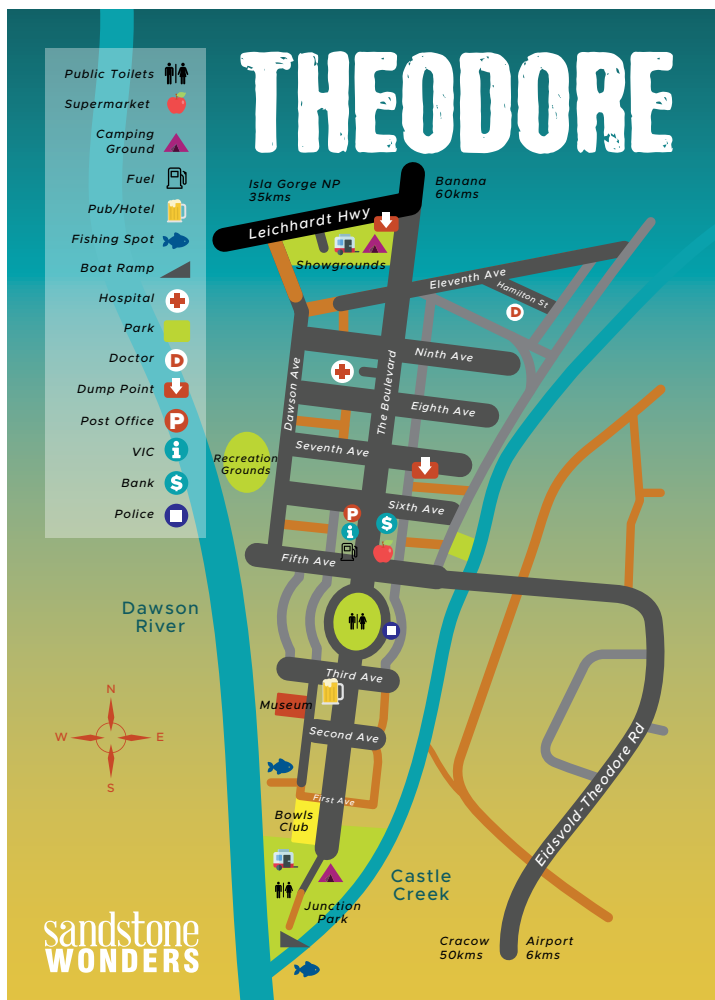 THEODORE
Public Toilets
Supermarket
Camping
Ground
Fuel
Pub/Hotel
Fishing Spot
Boat Ramp
Hospital
Park
Doctor
D
Dump Point
Post Office
P
VIC
i
Bank
$
Police
Isla Gorge NP
35kms
Banana
60kms
Leichhardt Hwy
Showgrounds
Eleventh Ave
Hamilton St
D
Ninth Ave
The Boulevard
Dawson Ave
Eighth Ave
Seventh Ave
Recreation
Grounds
Sixth Ave
P
$
i
Fifth Ave
Dawson
River
Third Ave
Museum
Second Ave
First Ave
Bowls
Club
N
W
E
S
Eidsvold-Theodore Rd
Castle
Creek
Junction
Park
Cracow
50kms
Airport
6kms
sandstone
WONDERS